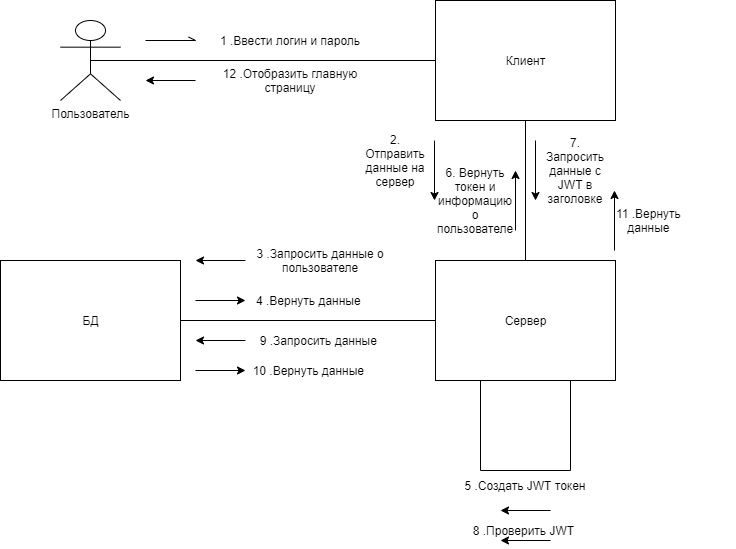 1 .Ввести логин и пароль
Клиент
12 .Отобразить главную
страницу
Пользователь
2.
Отправить
данные на
сервер
6. Вернуть
токен и
информацию
о
пользователе
7.
Запросить
данные с
JWT в
заголовке
11 .Вернуть
данные
3 .Запросить данные о
пользователе
4 .Вернуть данные
БД
Сервер
9 .Запросить данные
10 .Вернуть данные
5 .Создать JWT токен
8 .Проверить JWT